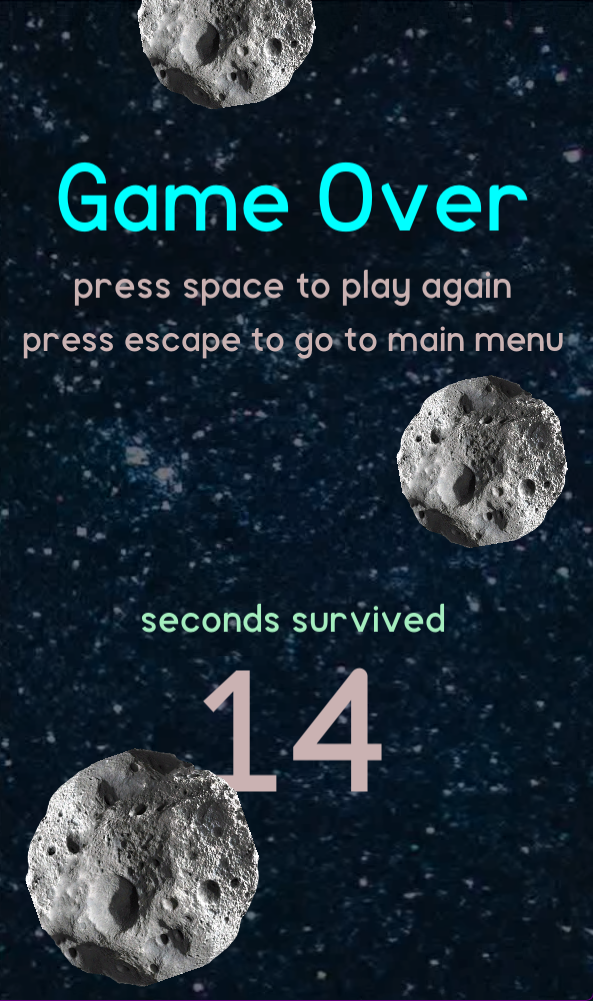 Game Over
press space to play again
press escape to go to main menu
seconds survived
14